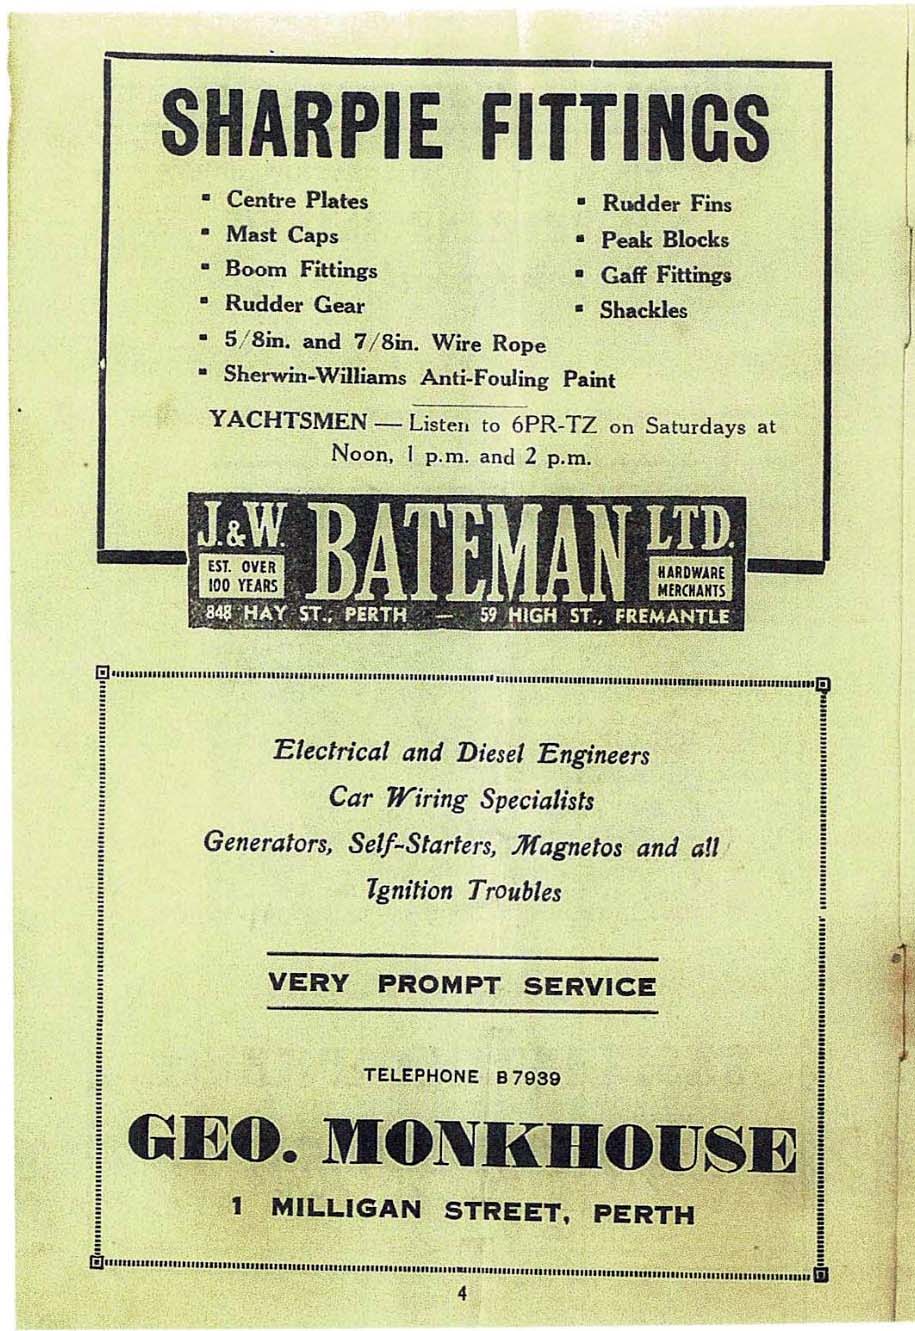 SHARPIE FITTINGS
▪ Centre Plates
▪ Mast Caps
▪ Boom Fittings
▪ Rudder Gear
▪ Rudder Fins
▪ Peak Blocks
▪ Gaff Fittings
▪ Shackles
▪ 5/8in. and 7/8in. Wire Rope
▪ Sherwin-Williams Anti-Fouling Paint
YACHTSMEN — Listen to 6PR-TZ on Saturdays at
Noon, 1 p.m. and 2 p.m.
J. & W. BATEMAN LTD.
EST. OVER
100 YEARS
HARDWARE
MERCHANTS
848 HAY ST., PERTH — 59 HIGH ST., FREMANTLE
Electrical and Diesel Engineers
Car Wiring Specialists
Generators, Self-Starters, Magnetos and all
Ignition Troubles
VERY PROMPT SERVICE
TELEPHONE B 7939
GEO. MONKHOUSE
1 MILLIGAN STREET, PERTH
4